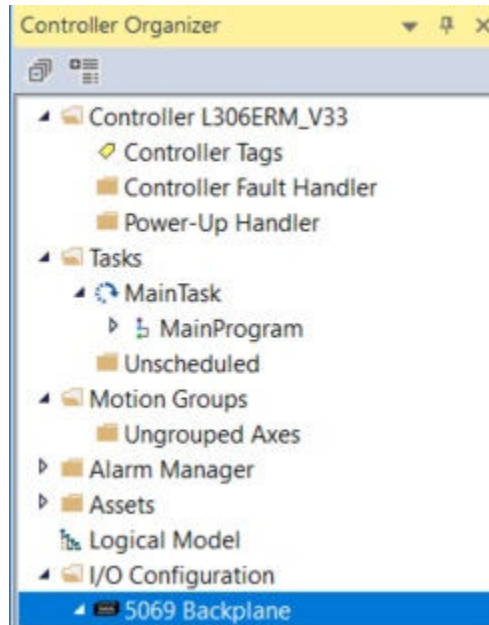 Controller Organizer
Controller L306ERM_V33
Controller Tags
Controller Fault Handler
Power-Up Handler
Tasks
MainTask
MainProgram
Unscheduled
Motion Groups
Ungrouped Axes
Alarm Manager
Assets
Logical Model
I/O Configuration
5069 Backplane